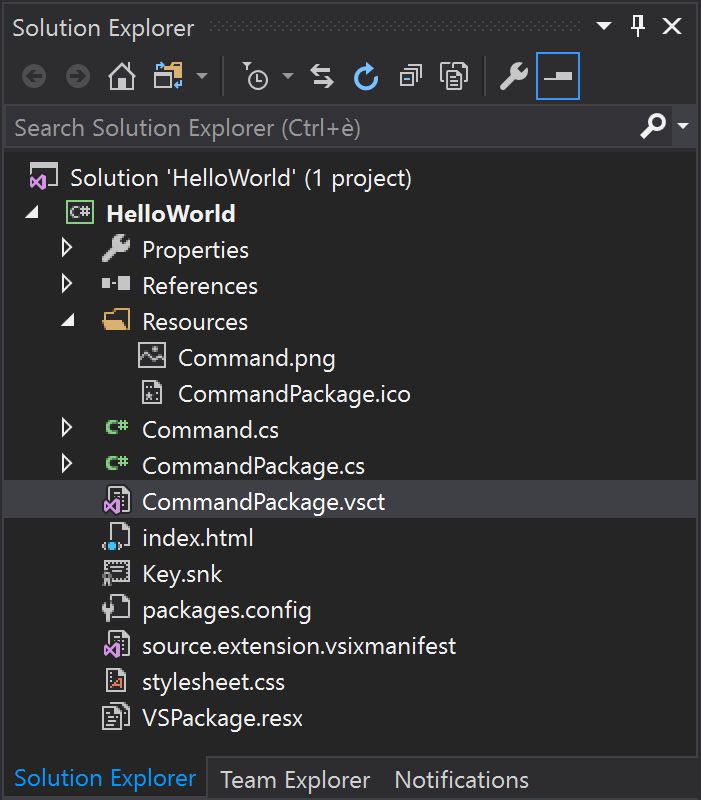 Solution Explorer
Search Solution Explorer (Ctrl+è)
Solution 'HelloWorld' (1 project)
C# HelloWorld
Properties
References
Resources
Command.png
CommandPackage.ico
C# Command.cs
C# CommandPackage.cs
CommandPackage.vsct
index.html
Key.snk
packages.config
source.extension.vsixmanifest
stylesheet.css
VSPackage.resx
Solution Explorer Team Explorer Notifications